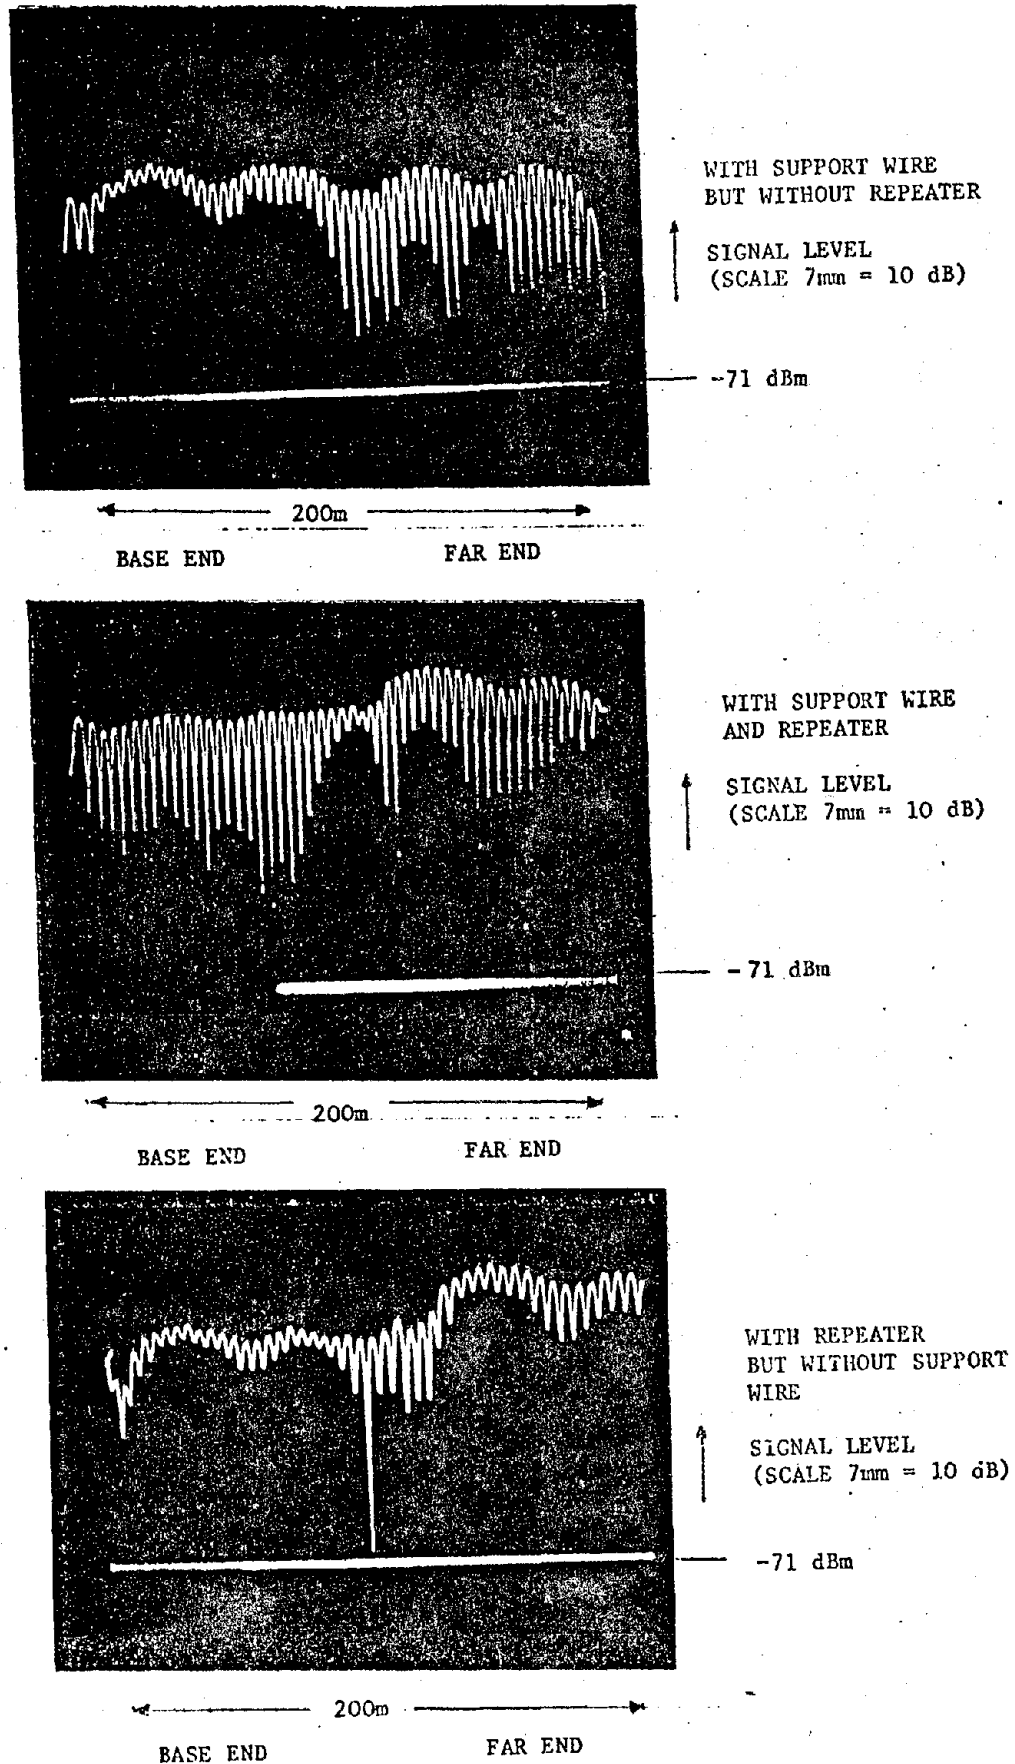 WITH SUPPORT WIRE
BUT WITHOUT REPEATER
SIGNAL LEVEL
(SCALE 7mm = 10 dB)
-71 dBm
200m
BASE END FAR END
WITH SUPPORT WIRE
AND REPEATER
SIGNAL LEVEL
(SCALE 7mm = 10 dB)
-71 dBm
200m
BASE END FAR END
WITH REPEATER
BUT WITHOUT SUPPORT
WIRE
SIGNAL LEVEL
(SCALE 7mm = 10 dB)
-71 dBm
200m
BASE END FAR END